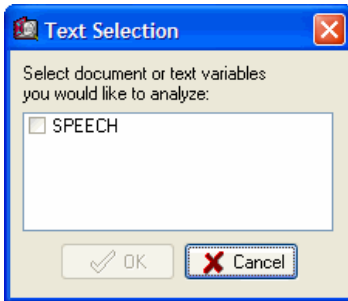 Text Selection
Select document or text variables
you would like to analyze:
SPEECH
OK
Cancel